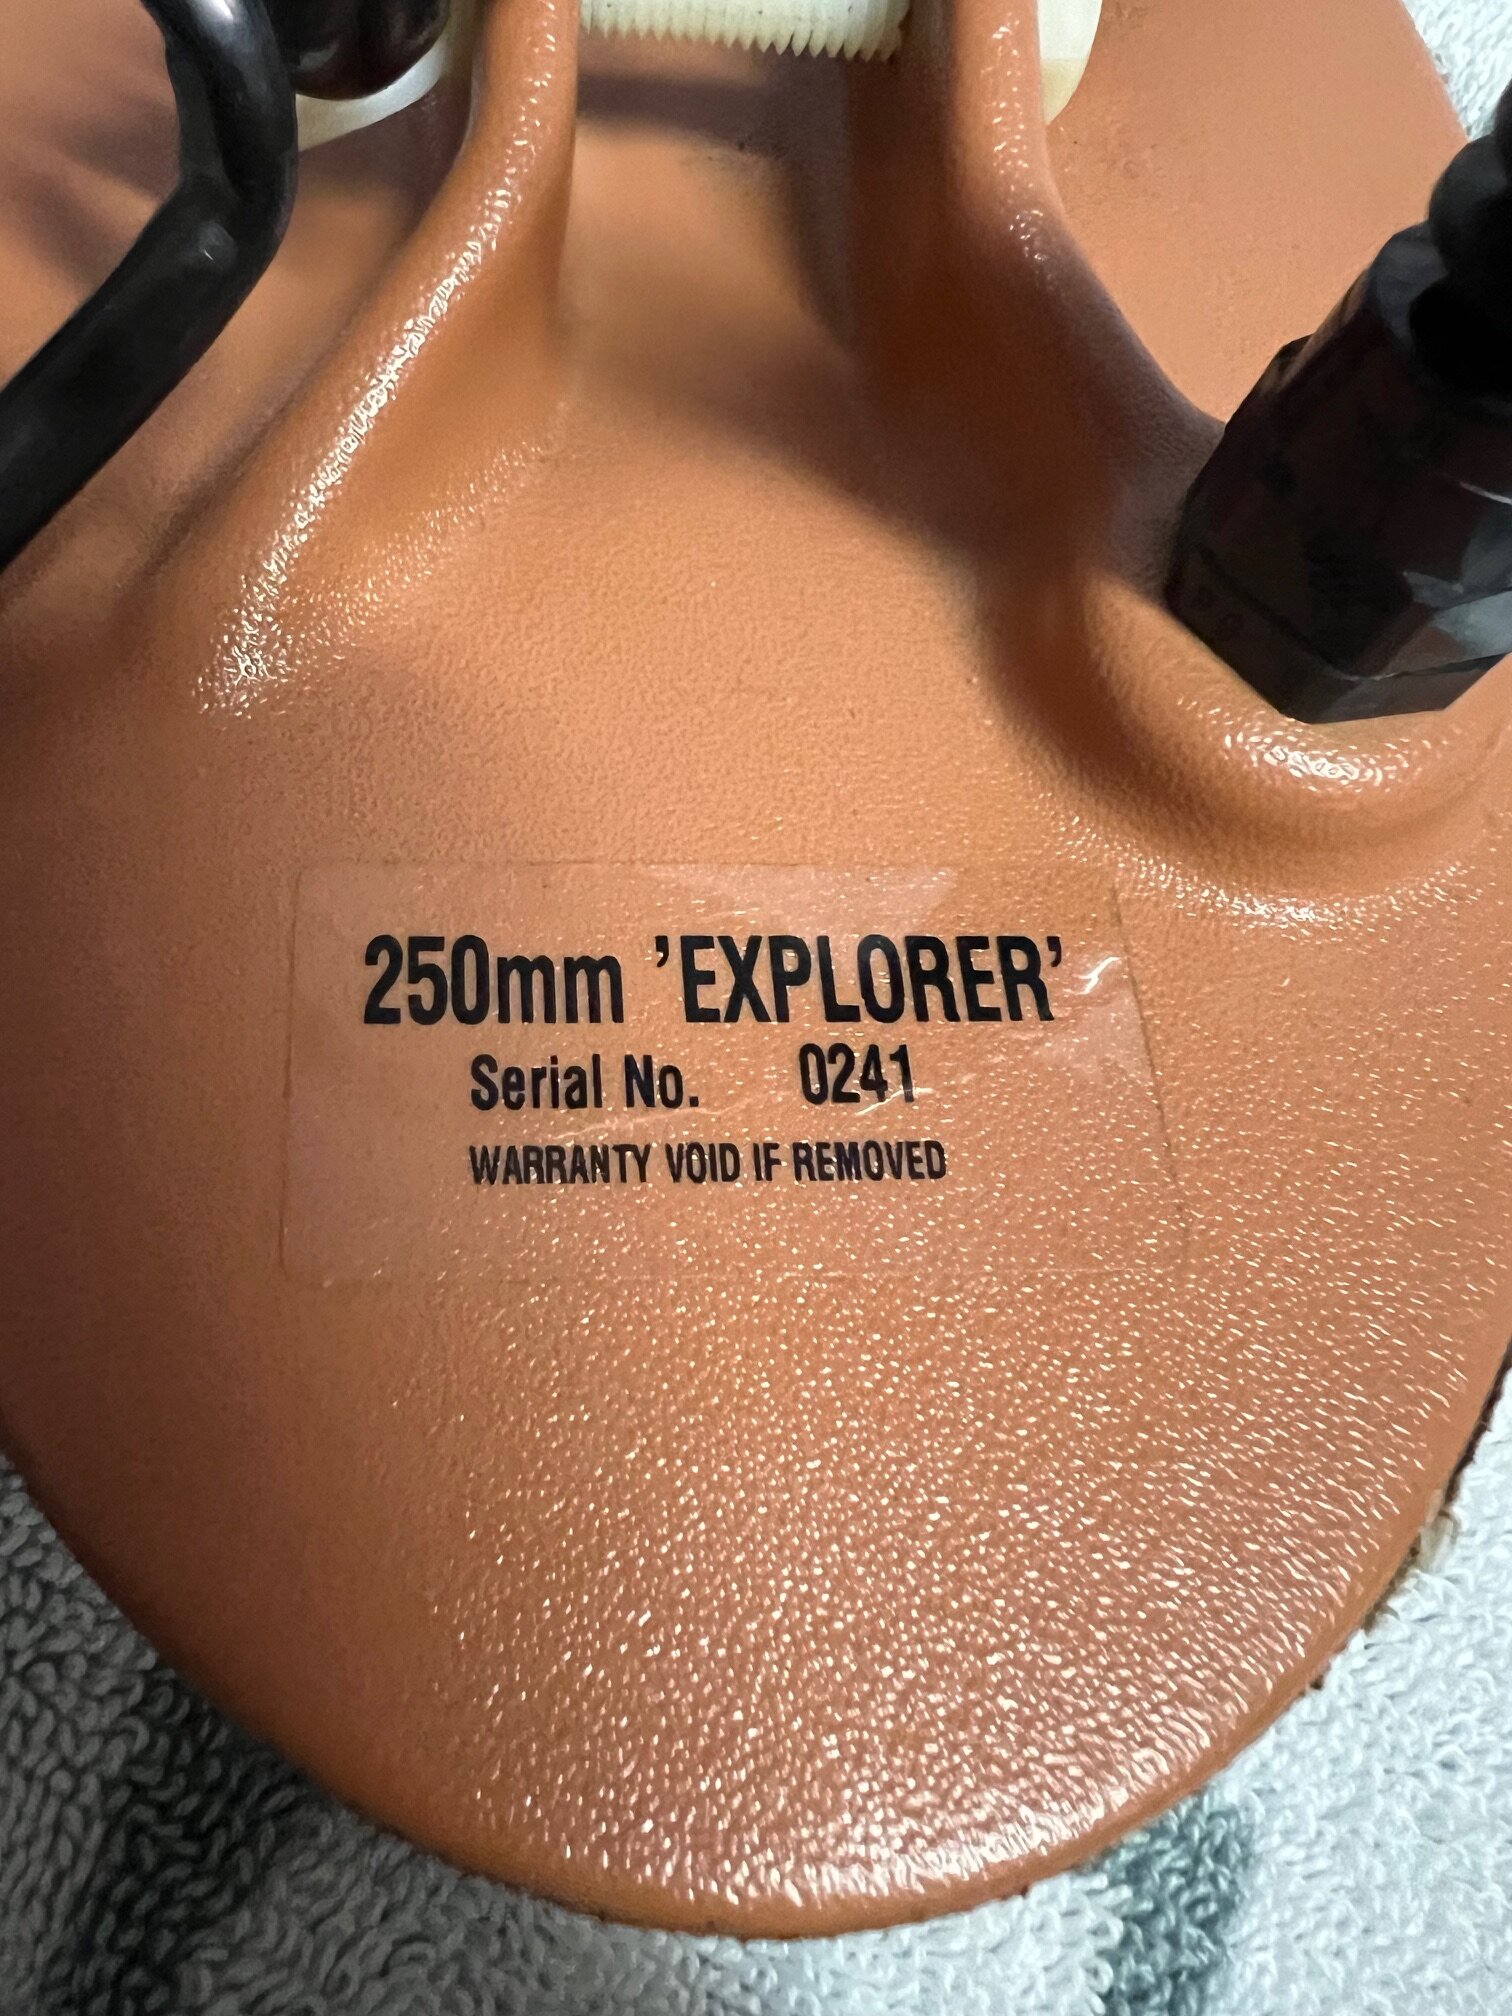 250mm 'EXPLORER'
Serial No. 0241
WARRANTY VOID IF REMOVED